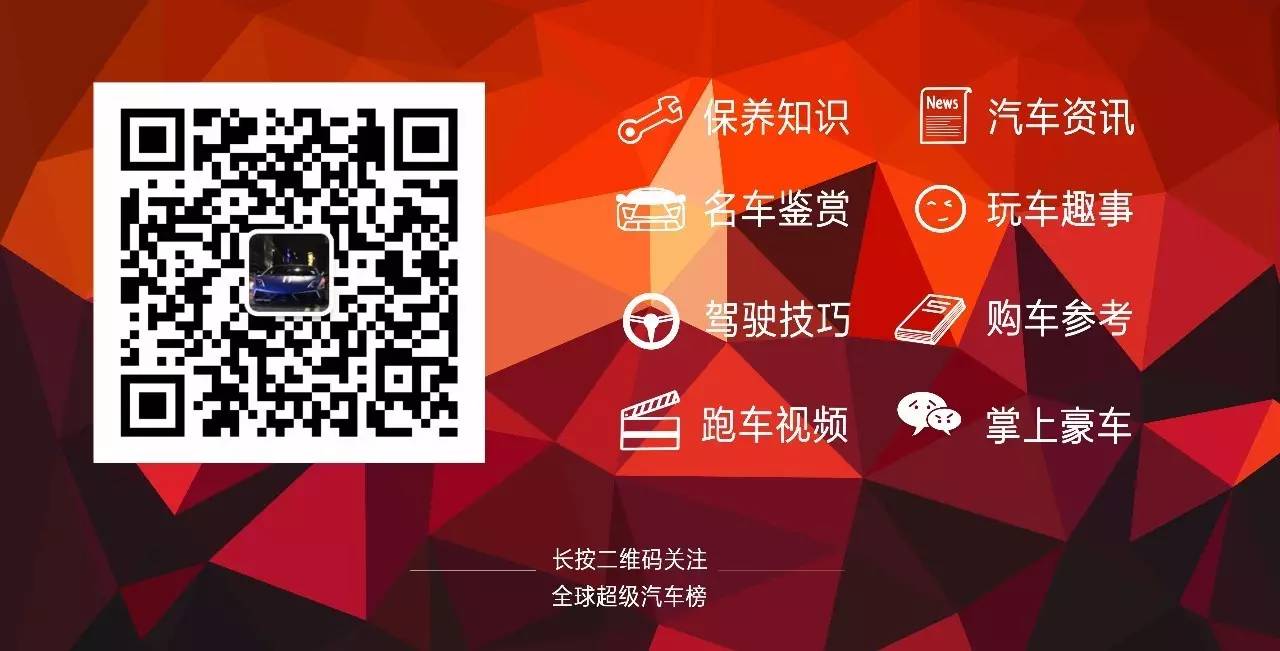 保养知识
News
汽车资讯
名车鉴赏
玩车趣事
驾驶技巧
S
购车参考
跑车视频
掌上豪车
长按二维码关注
全球超级汽车榜